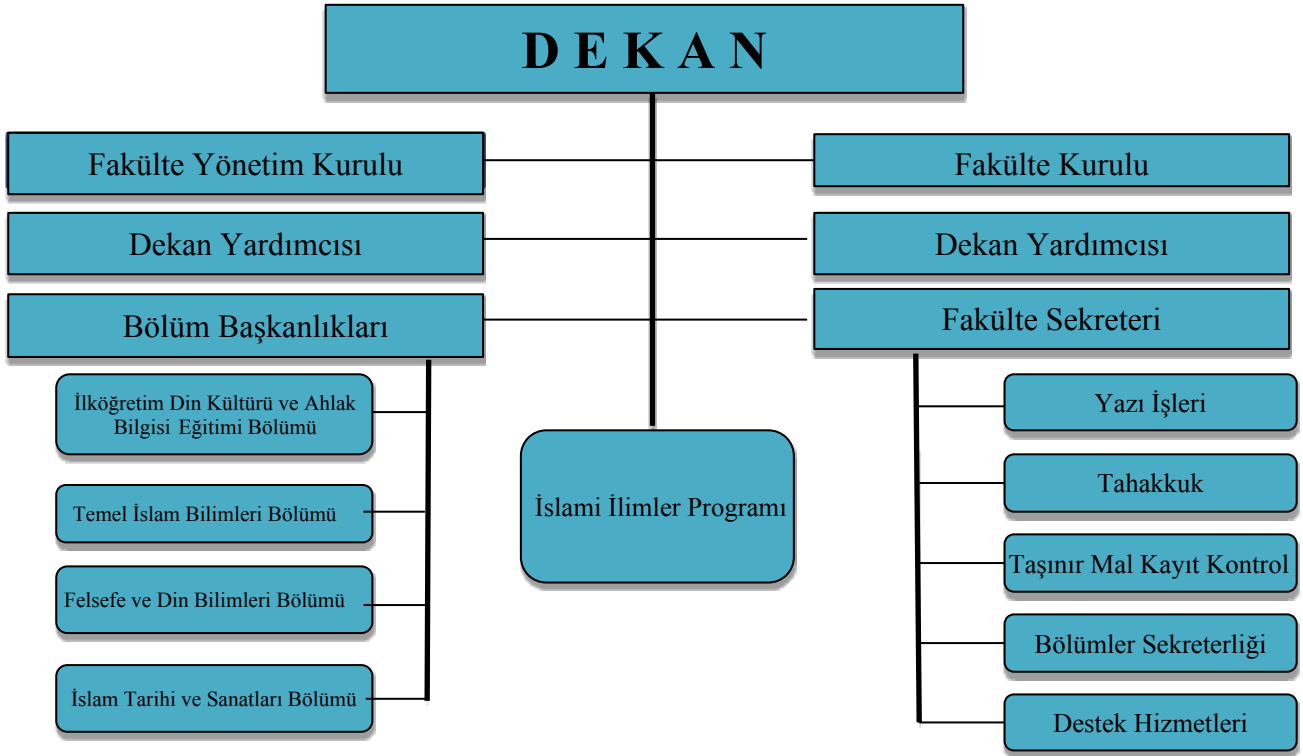 D E K A N
Fakülte Yönetim Kurulu
Fakülte Kurulu
Dekan Yardımcısı
Dekan Yardımcısı
Bölüm Başkanlıkları
Fakülte Sekreteri
İlköğretim Din Kültürü ve Ahlak
Bilgisi Eğitimi Bölümü
Temel İslam Bilimleri Bölümü
Felsefe ve Din Bilimleri Bölümü
İslam Tarihi ve Sanatları Bölümü
İslami İlimler Programı
Yazı İşleri
Tahakkuk
Taşınır Mal Kayıt Kontrol
Bölümler Sekreterliği
Destek Hizmetleri